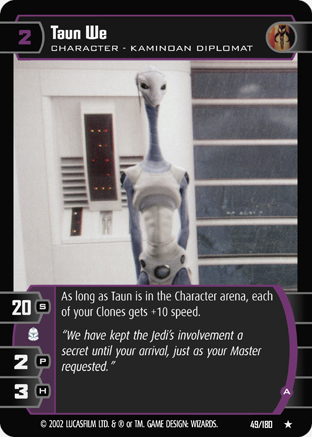 2 Taun We
CHARACTER - KAMINOAN DIPLOMAT
20 S
As long as Taun is in the Character arena, each
of your Clones gets +10 speed.
2 P
3 H
“We have kept the Jedi’s involvement a
secret until your arrival, just as your Master
requested.”
A
© 2002 LUCASFILM LTD. & ® or TM. GAME DESIGN: WIZARDS. 49/180 ★